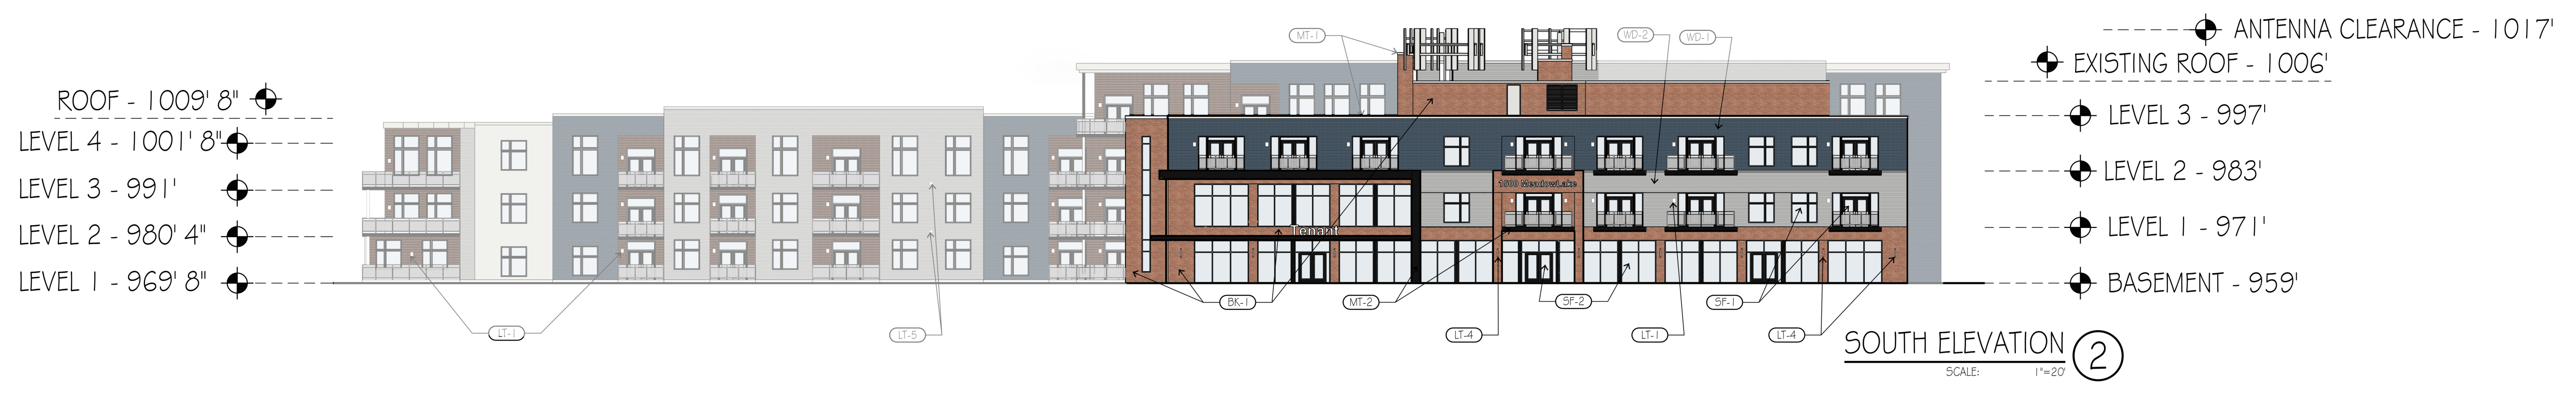 MT-1
WD-2
WD-1
ANTENNA CLEARANCE - 1017'
EXISTING ROOF - 1006'
ROOF - 1009' 8"
LEVEL 3 - 997'
LEVEL 4 - 1001' 8"
LEVEL 2 - 983'
LEVEL 3 - 991'
1600 MeadowLake
LEVEL 2 - 980' 4"
LEVEL 1 - 971'
Tenant
LEVEL 1 - 969' 8"
BASEMENT - 959'
BK-1
MT-2
SF-2
SF-1
LT-1
LT-5
LT-4
LT-1
LT-4
SOUTH ELEVATION
2
SCALE: 1"=20'